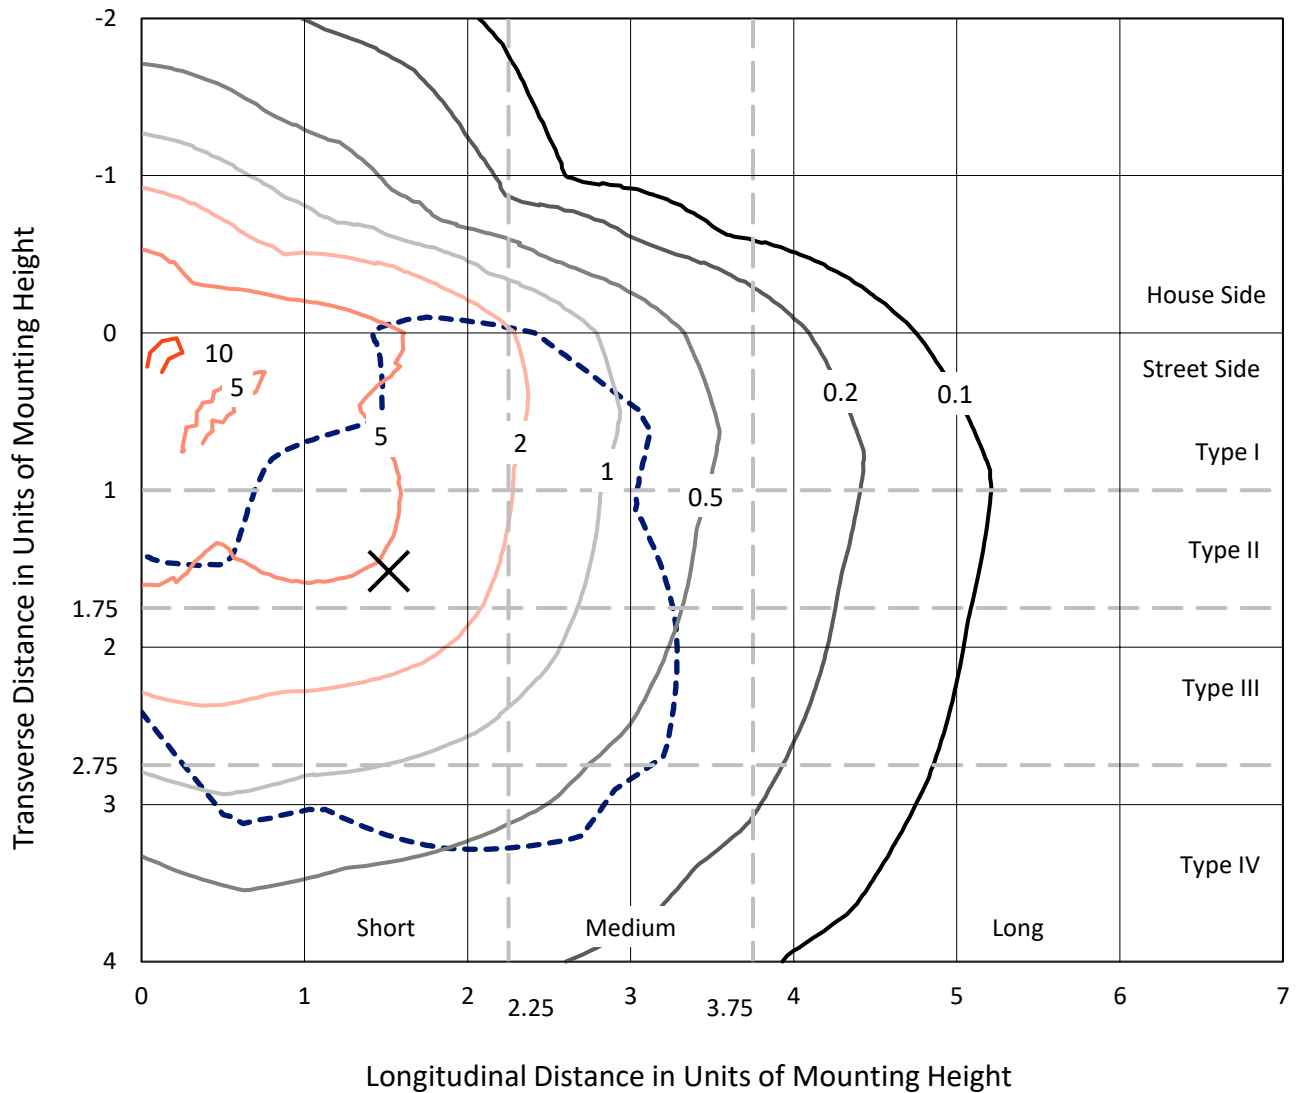 -2
-1
House Side
0
10
Street Side
5
0.2
0.1
5
2
Type I
1
1
0.5
Type II
1.75
2
Type III
2.75
3
Type IV
Short
Medium
Long
4
0
1
2
2.25
3
3.75
4
5
6
7
Transverse Distance in Units of Mounting Height
Longitudinal Distance in Units of Mounting Height